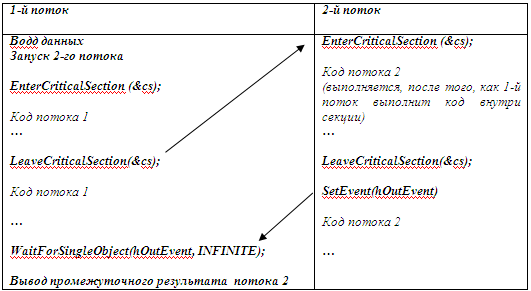 1-й поток
Водд данных
Запуск 2-го потока
EnterCriticalSection (&cs);
Код потока 1
…
LeaveCriticalSection(&cs);
Код потока 1
…
WaitForSingleObject(hOutEvent, INFINITE);
Вывод промежуточного результата потока 2
2-й поток
EnterCriticalSection (&cs);
Код потока 2
(выполняется, после того, как 1-й
поток выполнит код внутри
секции)
…
LeaveCriticalSection(&cs);
SetEvent(hOutEvent)
Код потока 2
…